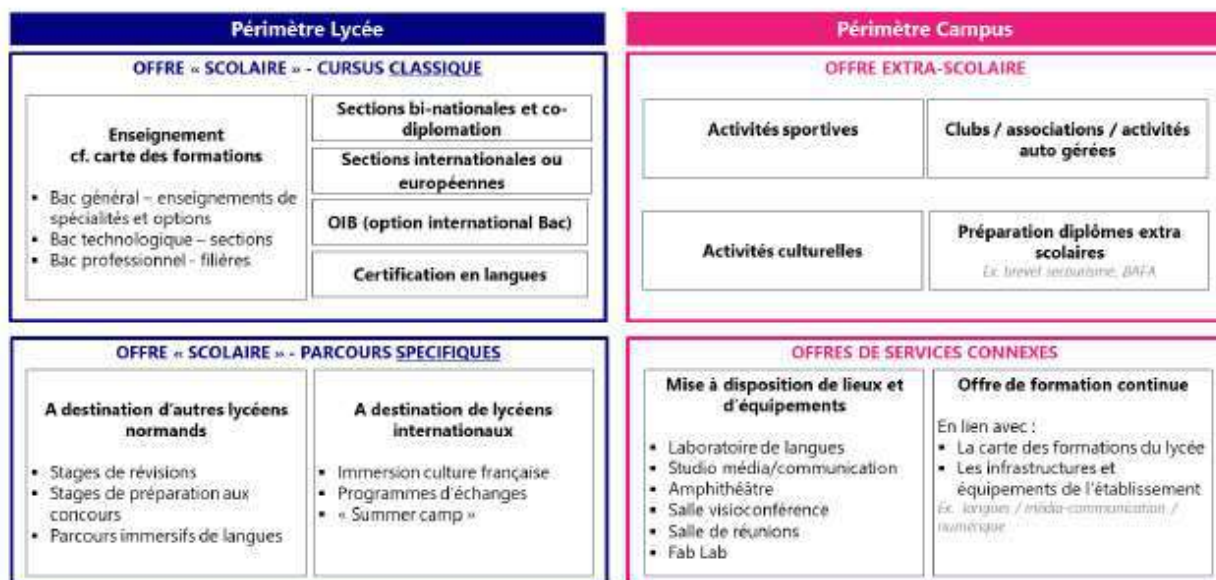 Périmètre Lycée
OFFRE « SCOLAIRE » - CURSUS CLASSIQUE
Enseignement
cf. carte des formations
▪ Bac général – enseignements de
spécialités et options
▪ Bac technologique – sections
▪ Bac professionnel - filières
Sections bi-nationales et co-
diplomation
Sections internationales ou
européennes
OIB (option international Bac)
Certification en langues
OFFRE « SCOLAIRE » - PARCOURS SPECIFIQUES
A destination d'autres lycéens
normands
▪ Stages de révisions
▪ Stages de préparation aux
concours
▪ Parcours immersifs de langues
A destination de lycéens
internationaux
▪ Immersion culture française
▪ Programmes d'échanges
▪ « Summer camp »
Périmètre Campus
OFFRE EXTRA-SCOLAIRE
Activités sportives
Clubs / associations / activités
auto gérées
Activités culturelles
Préparation diplômes extra
scolaires
Ex. brevet secourisme, BAFA
OFFRES DE SERVICES CONNEXES
Mise à disposition de lieux et
d'équipements
▪ Laboratoire de langues
▪ Studio média/communication
▪ Amphithéâtre
▪ Salle visioconférence
▪ Salle de réunions
▪ Fab Lab
Offre de formation continue
En lien avec :
▪ La carte des formations du lycée
▪ Les infrastructures et
équipements de l'établissement
Ex. langues / média-communication /
numérique